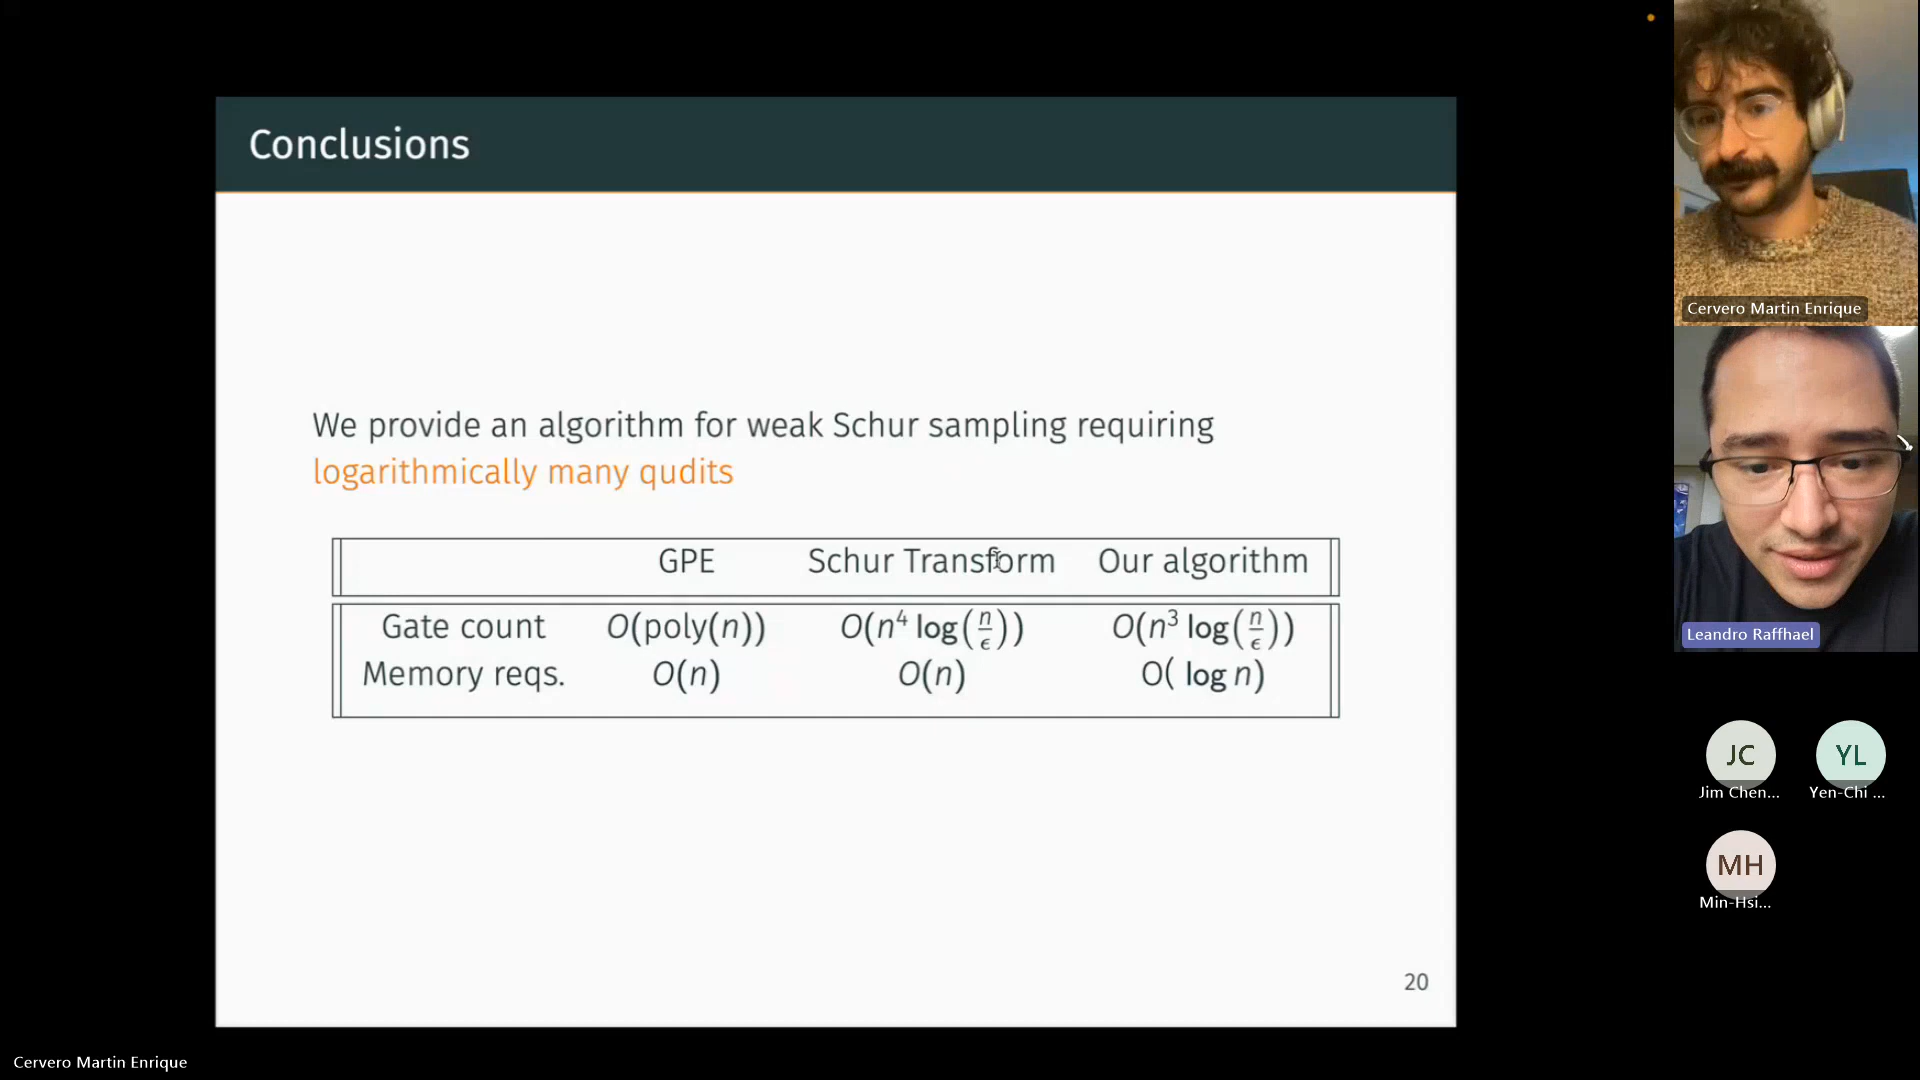 Conclusions
We provide an algorithm for weak Schur sampling requiring
logarithmically many qudits
GPE Schur Transform Our algorithm
Gate count O(poly(n)) O(n⁴ log(n/ϵ)) O(n³ log(n/ϵ))
Memory reqs. O(n) O(n) O( log n)
20
Cervero Martin Enrique
Cervero Martin Enrique
Leandro Raffhael
JC
Jim Chen...
YL
Yen-Chi ...
MH
Min-Hsi...